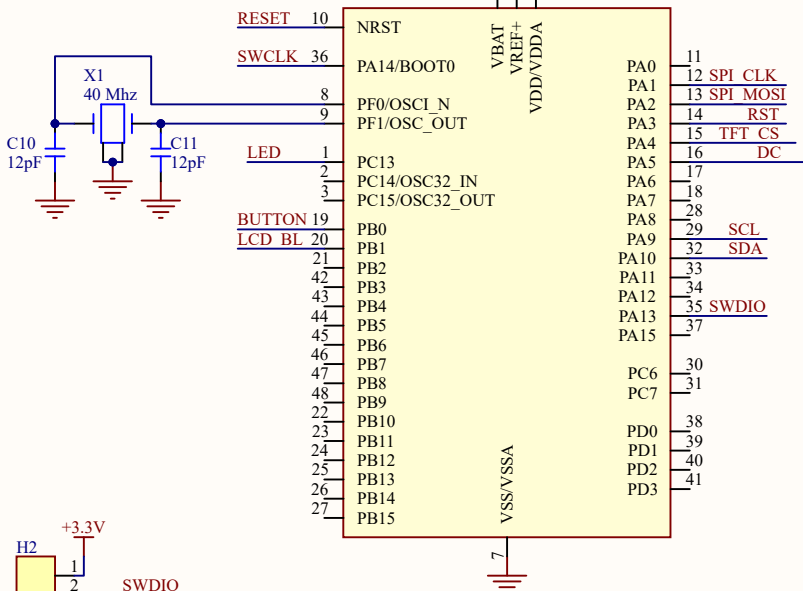 RESET 10 NRST
SWCLK 36 PA14/BOOT0
VBAT
VREF+
VDD/VDDA
X1
40 Mhz
8 PF0/OSCI_N
9 PF1/OSC_OUT
C10
12pF
C11
12pF
LED 1 PC13
2 PC14/OSC32_IN
3 PC15/OSC32_OUT
BUTTON 19 PB0
LCD_BL 20 PB1
21 PB2
42 PB3
43 PB4
44 PB5
45 PB6
46 PB7
47 PB8
48 PB9
22 PB10
23 PB11
24 PB12
25 PB13
26 PB14
27 PB15
PA0 11
PA1 12 SPI_CLK
PA2 13 SPI_MOSI
PA3 14 RST
PA4 15 TFT_CS
PA5 16 DC
PA6 17
PA7 18
PA8 28
PA9 29 SCL
PA10 32 SDA
PA11 33
PA12 34
PA13 35 SWDIO
PA15 37
PC6 30
PC7 31
PD0 38
PD1 39
PD2 40
PD3 41
VSS/VSSA
7
+3.3V
H2
1
2 SWDIO